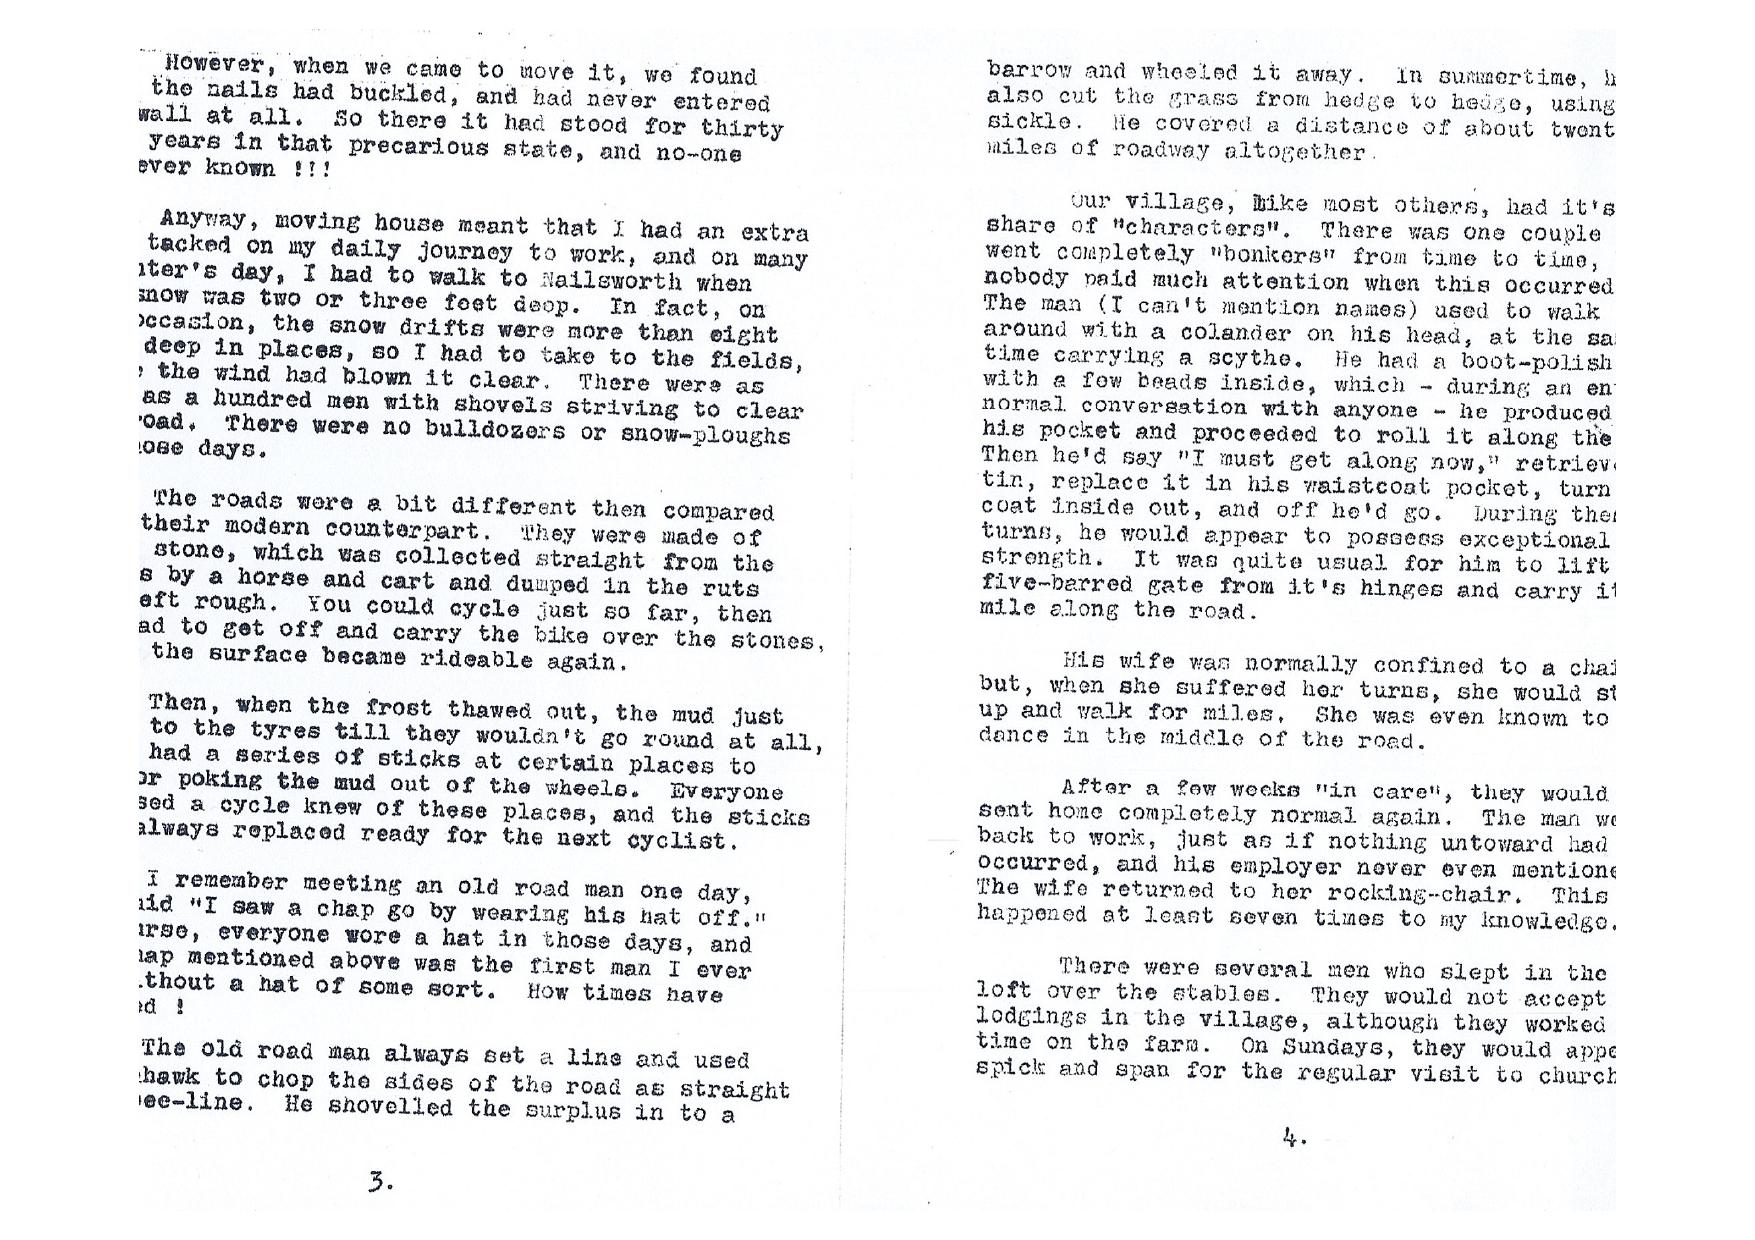 However, when we came to move it, we found
the nails had buckled, and had never entered
wall at all. So there it had stood for thirty
years in that precarious state, and no-one
ever known !!!
Anyway, moving house meant that I had an extra
tacked on my daily journey to work, and on many
nter's day, I had to walk to Nailsworth when
snow was two or three feet deep. In fact, on
occasion, the snow drifts were more than eight
deep in places, so I had to take to the fields,
the wind had blown it clear. There were as
as a hundred men with shovels striving to clear
oad. There were no bulldozers or snow-ploughs
ose days.
The roads were a bit different then compared
their modern counterpart. They were made of
stone, which was collected straight from the
s by a horse and cart and dumped in the ruts
eft rough. You could cycle just so far, then
ad to get off and carry the bike over the stones,
the surface became rideable again.
Then, when the frost thawed out, the mud just
to the tyres till they wouldn't go round at all,
had a series of sticks at certain places to
or poking the mud out of the wheels. Everyone
sed a cycle knew of these places, and the sticks
always replaced ready for the next cyclist.
I remember meeting an old road man one day,
aid "I saw a chap go by wearing his hat off."
urse, everyone wore a hat in those days, and
hap mentioned above was the first man I ever
thout a hat of some sort. How times have
ed !
The old road man always set a line and used
hawk to chop the sides of the road as straight
ee-line. He shovelled the surplus in to a
3.
barrow and wheeled it away. In summertime, h
also cut the grass from hedge to hedge, using
sickle. He covered a distance of about twent
miles of roadway altogether.
Our village, like most others, had it's
share of "characters". There was one couple
went completely "bonkers" from time to time,
nobody paid much attention when this occurred
The man (I can't mention names) used to walk
around with a colander on his head, at the sa
time carrying a scythe. He had a boot-polish
with a few beads inside, which - during an en
normal conversation with anyone - he produced
his pocket and proceeded to roll it along the
Then he'd say "I must get along now," retriev
tin, replace it in his waistcoat pocket, turn
coat inside out, and off he'd go. During the
turns, he would appear to possess exceptional
strength. It was quite usual for him to lift
five-barred gate from it's hinges and carry it
mile along the road.
His wife was normally confined to a chai
but, when she suffered her turns, she would st
up and walk for miles. She was even known to
dance in the middle of the road.
After a few weeks "in care", they would
sent home completely normal again. The man we
back to work, just as if nothing untoward had
occurred, and his employer never even mentione
The wife returned to her rocking-chair. This
happened at least seven times to my knowledge.
There were several men who slept in the
loft over the stables. They would not accept
lodgings in the village, although they worked
time on the farm. On Sundays, they would appe
spick and span for the regular visit to church
4.